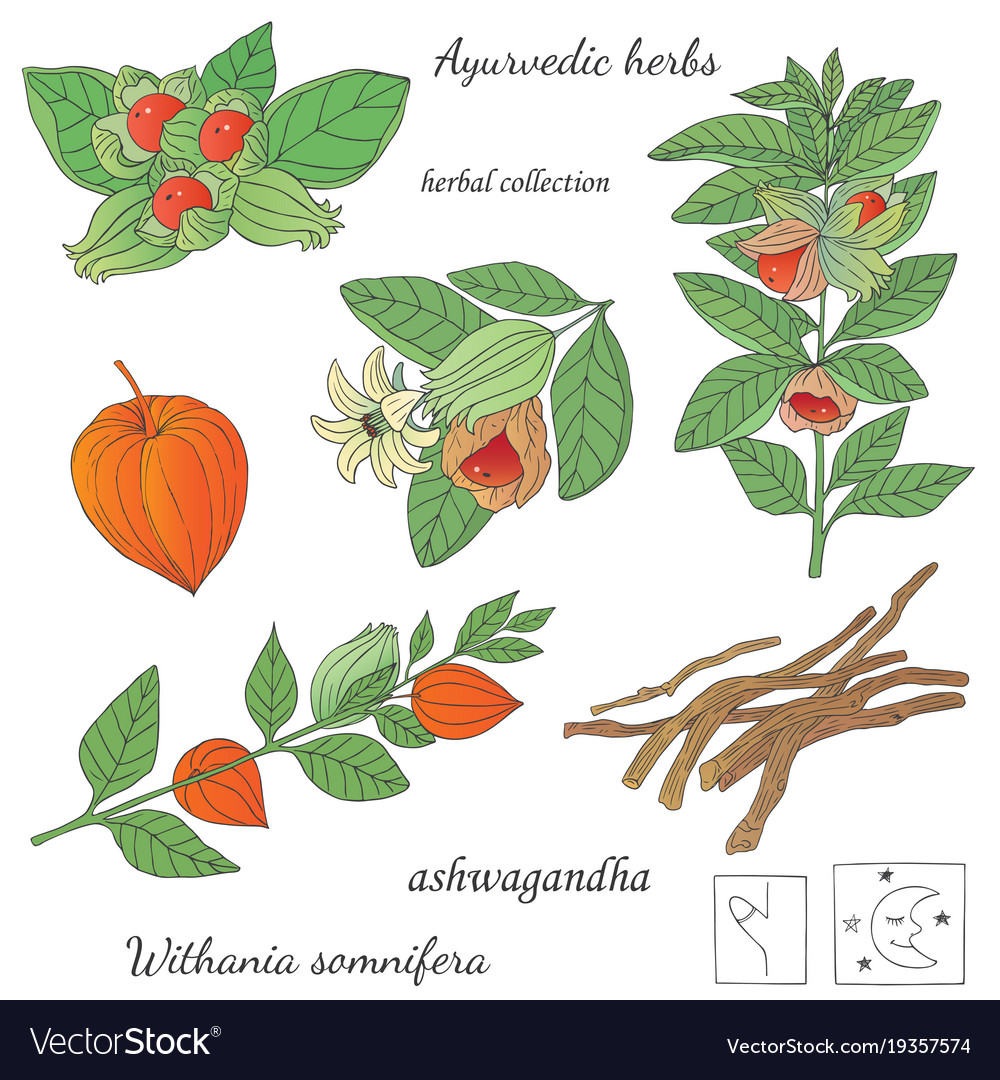 Ayurvedic herbs
herbal collection
ashwagandha
Withania somnifera
VectorStock®
VectorStock.com/19357574